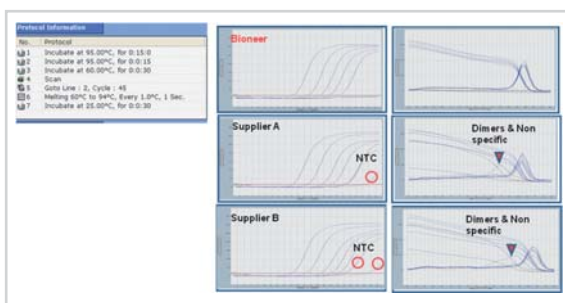 Protocol Information
No. Protocol
1 Incubate at 95.00°C, for 0:15:0
2 Incubate at 95.00°C, for 0:0:15
3 Incubate at 60.00°C, for 0:0:30
4 Scan
5 Goto Line : 2, Cycle : 45
6 Melting 60°C to 94°C, Every 1.0°C, 1 Sec.
7 Incubate at 25.00°C, for 0:0:30
Bioneer
Supplier A
NTC
Dimers & Non
specific
Supplier B
NTC
Dimers & Non
specific